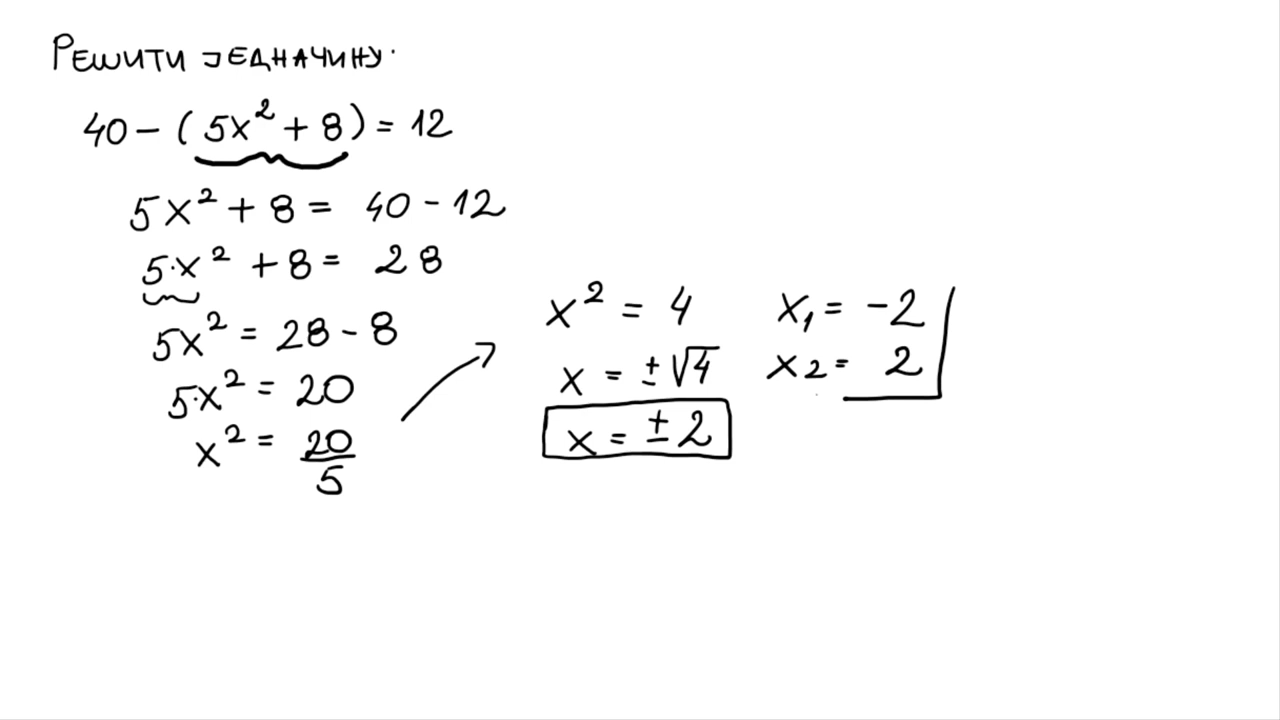 Решити једначину.
40 - (5x² + 8) = 12
5x² + 8 = 40 - 12
5·x² + 8 = 28
5x² = 28 - 8
5·x² = 20
x² = 20/5
x² = 4
x = ±√4
x = ±2
x₁ = -2
x₂ = 2